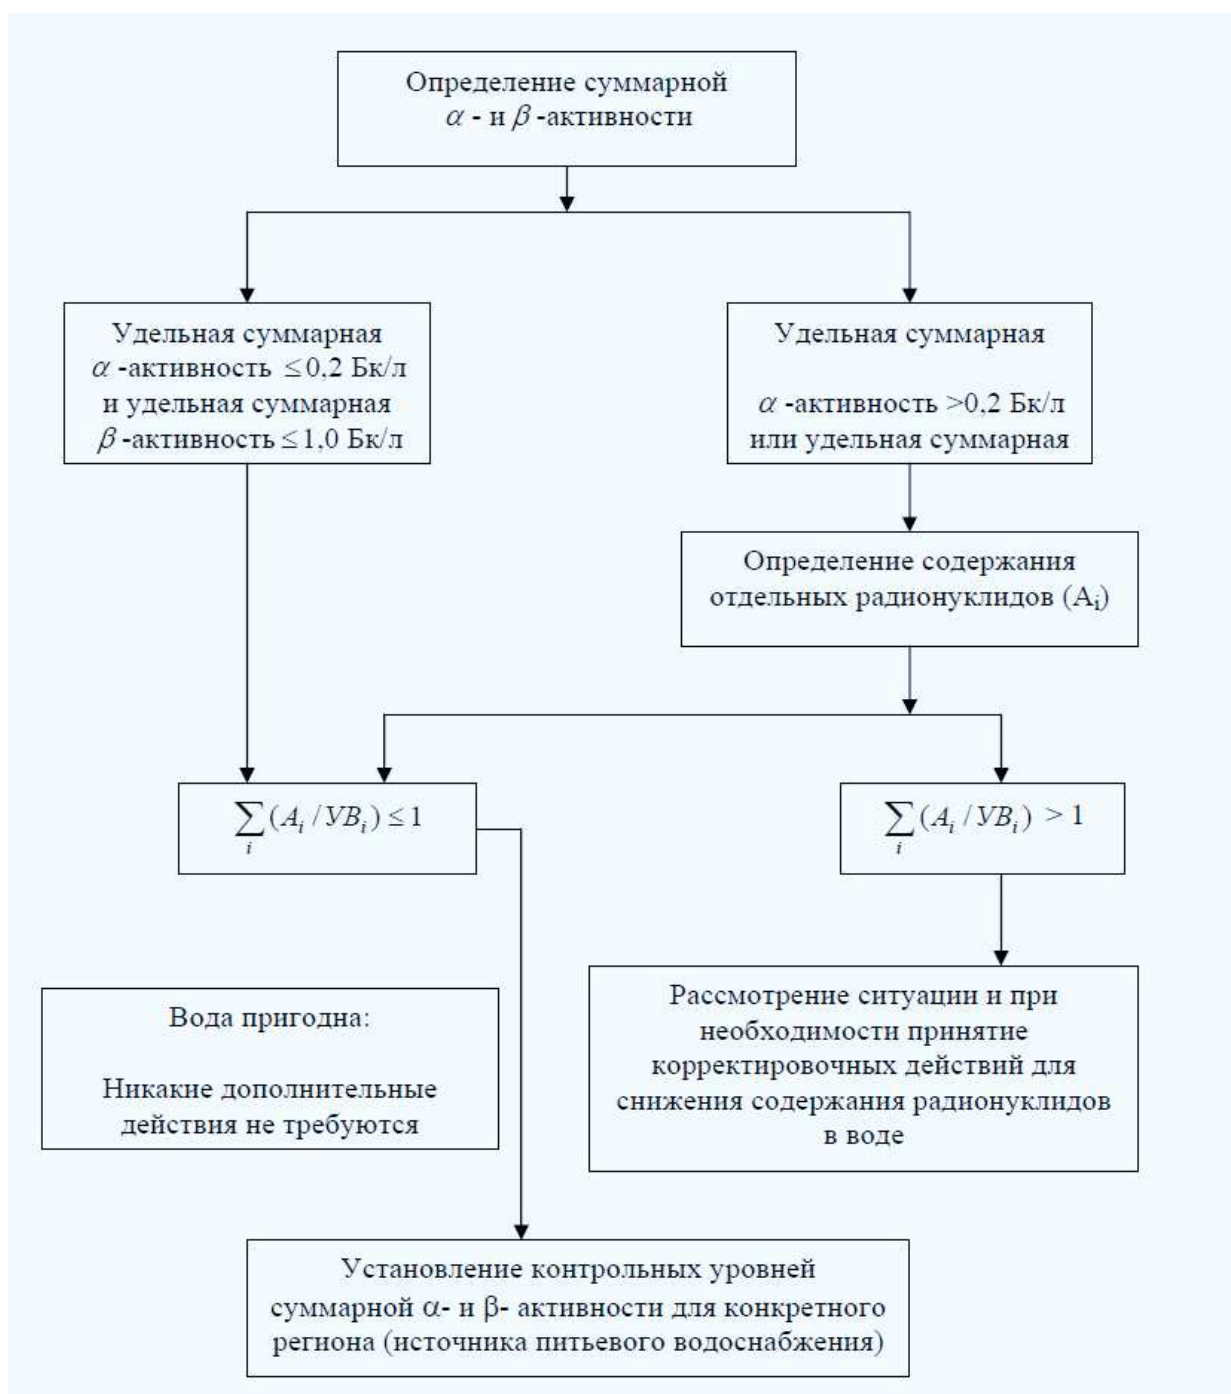 Определение суммарной
α - и β -активности
Удельная суммарная
α -активность ≤0,2 Бк/л
и удельная суммарная
β -активность ≤1,0 Бк/л
Удельная суммарная
α -активность >0,2 Бк/л
или удельная суммарная
Определение содержания
отдельных радионуклидов (Ai)
∑i (Ai / УВi) ≤ 1
∑i (Ai / УВi) > 1
Вода пригодна:
Никакие дополнительные
действия не требуются
Рассмотрение ситуации и при
необходимости принятие
корректировочных действий для
снижения содержания радионуклидов
в воде
Установление контрольных уровней
суммарной α- и β- активности для конкретного
региона (источника питьевого водоснабжения)